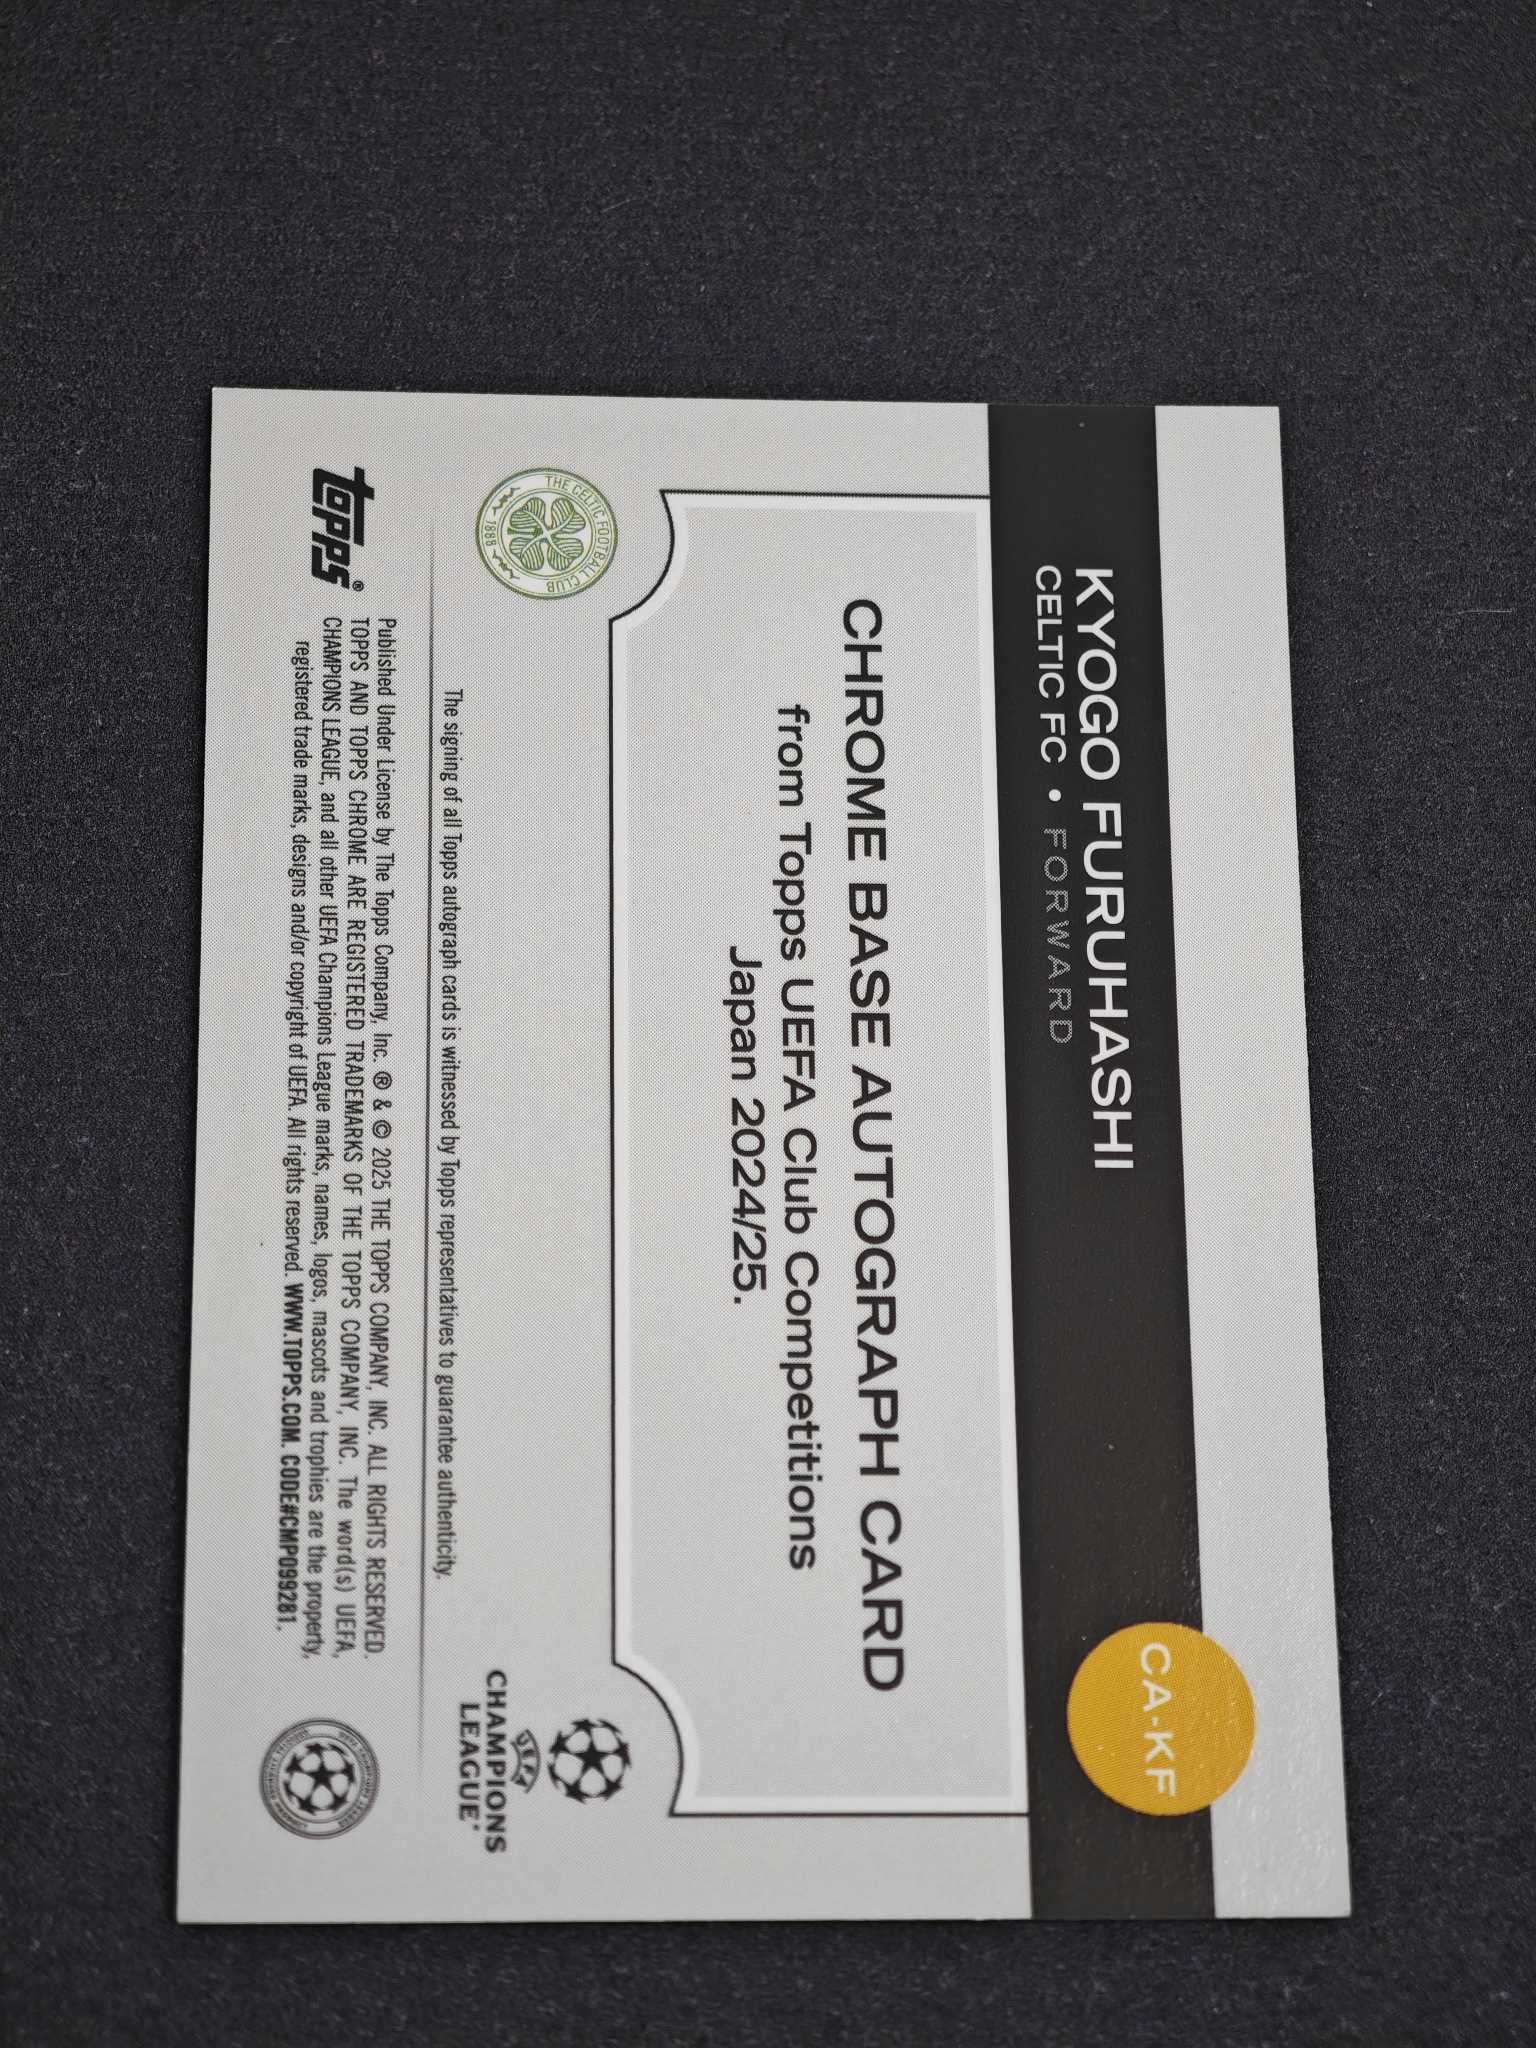 KYOGO FURUHASHI
CELTIC FC • FORWARD
CA-KF
CHROME BASE AUTOGRAPH CARD
from Topps UEFA Club Competitions
Japan 2024/25.
THE CELTIC FOOTBALL CLUB
1888
UEFA
CHAMPIONS
LEAGUE
The signing of all Topps autograph cards is witnessed by Topps representatives to guarantee authenticity.
topps®
Published Under License by The Topps Company, Inc. ® & © 2025 THE TOPPS COMPANY, INC. ALL RIGHTS RESERVED.
TOPPS AND TOPPS CHROME ARE REGISTERED TRADEMARKS OF THE TOPPS COMPANY, INC. The word(s) UEFA,
CHAMPIONS LEAGUE, and all other UEFA Champions League marks, names, logos, mascots and trophies are the property,
registered trade marks, designs and/or copyright of UEFA. All rights reserved. WWW.TOPPS.COM. CODE#CMP099281.